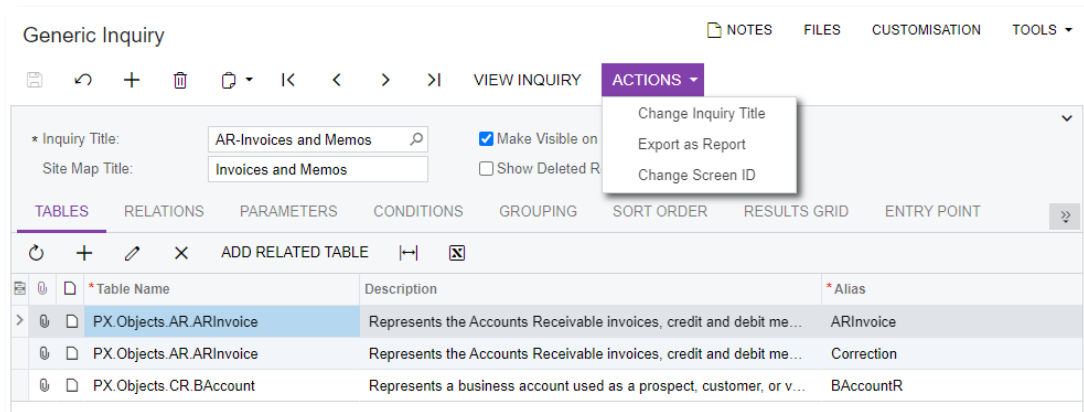 Generic Inquiry
NOTES FILES CUSTOMISATION TOOLS
VIEW INQUIRY ACTIONS
Change Inquiry Title
Export as Report
Change Screen ID
* Inquiry Title: AR-Invoices and Memos Make Visible on
Site Map Title: Invoices and Memos Show Deleted R
TABLES RELATIONS PARAMETERS CONDITIONS GROUPING SORT ORDER RESULTS GRID ENTRY POINT
ADD RELATED TABLE
* Table Name Description * Alias
PX.Objects.AR.ARInvoice Represents the Accounts Receivable invoices, credit and debit me... ARInvoice
PX.Objects.AR.ARInvoice Represents the Accounts Receivable invoices, credit and debit me... Correction
PX.Objects.CR.BAccount Represents a business account used as a prospect, customer, or v... BAccountR